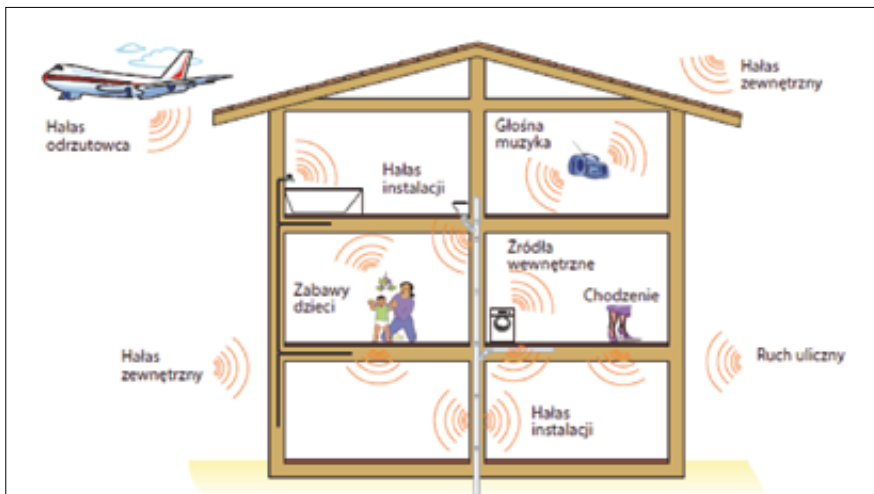 Hałas
odrzutowca
Hałas
zewnętrzny
Głośna
muzyka
Hałas
instalacji
Źródła
wewnętrzne
Zabawy
dzieci
Chodzenie
Hałas
zewnętrzny
Ruch uliczny
Hałas
instalacji